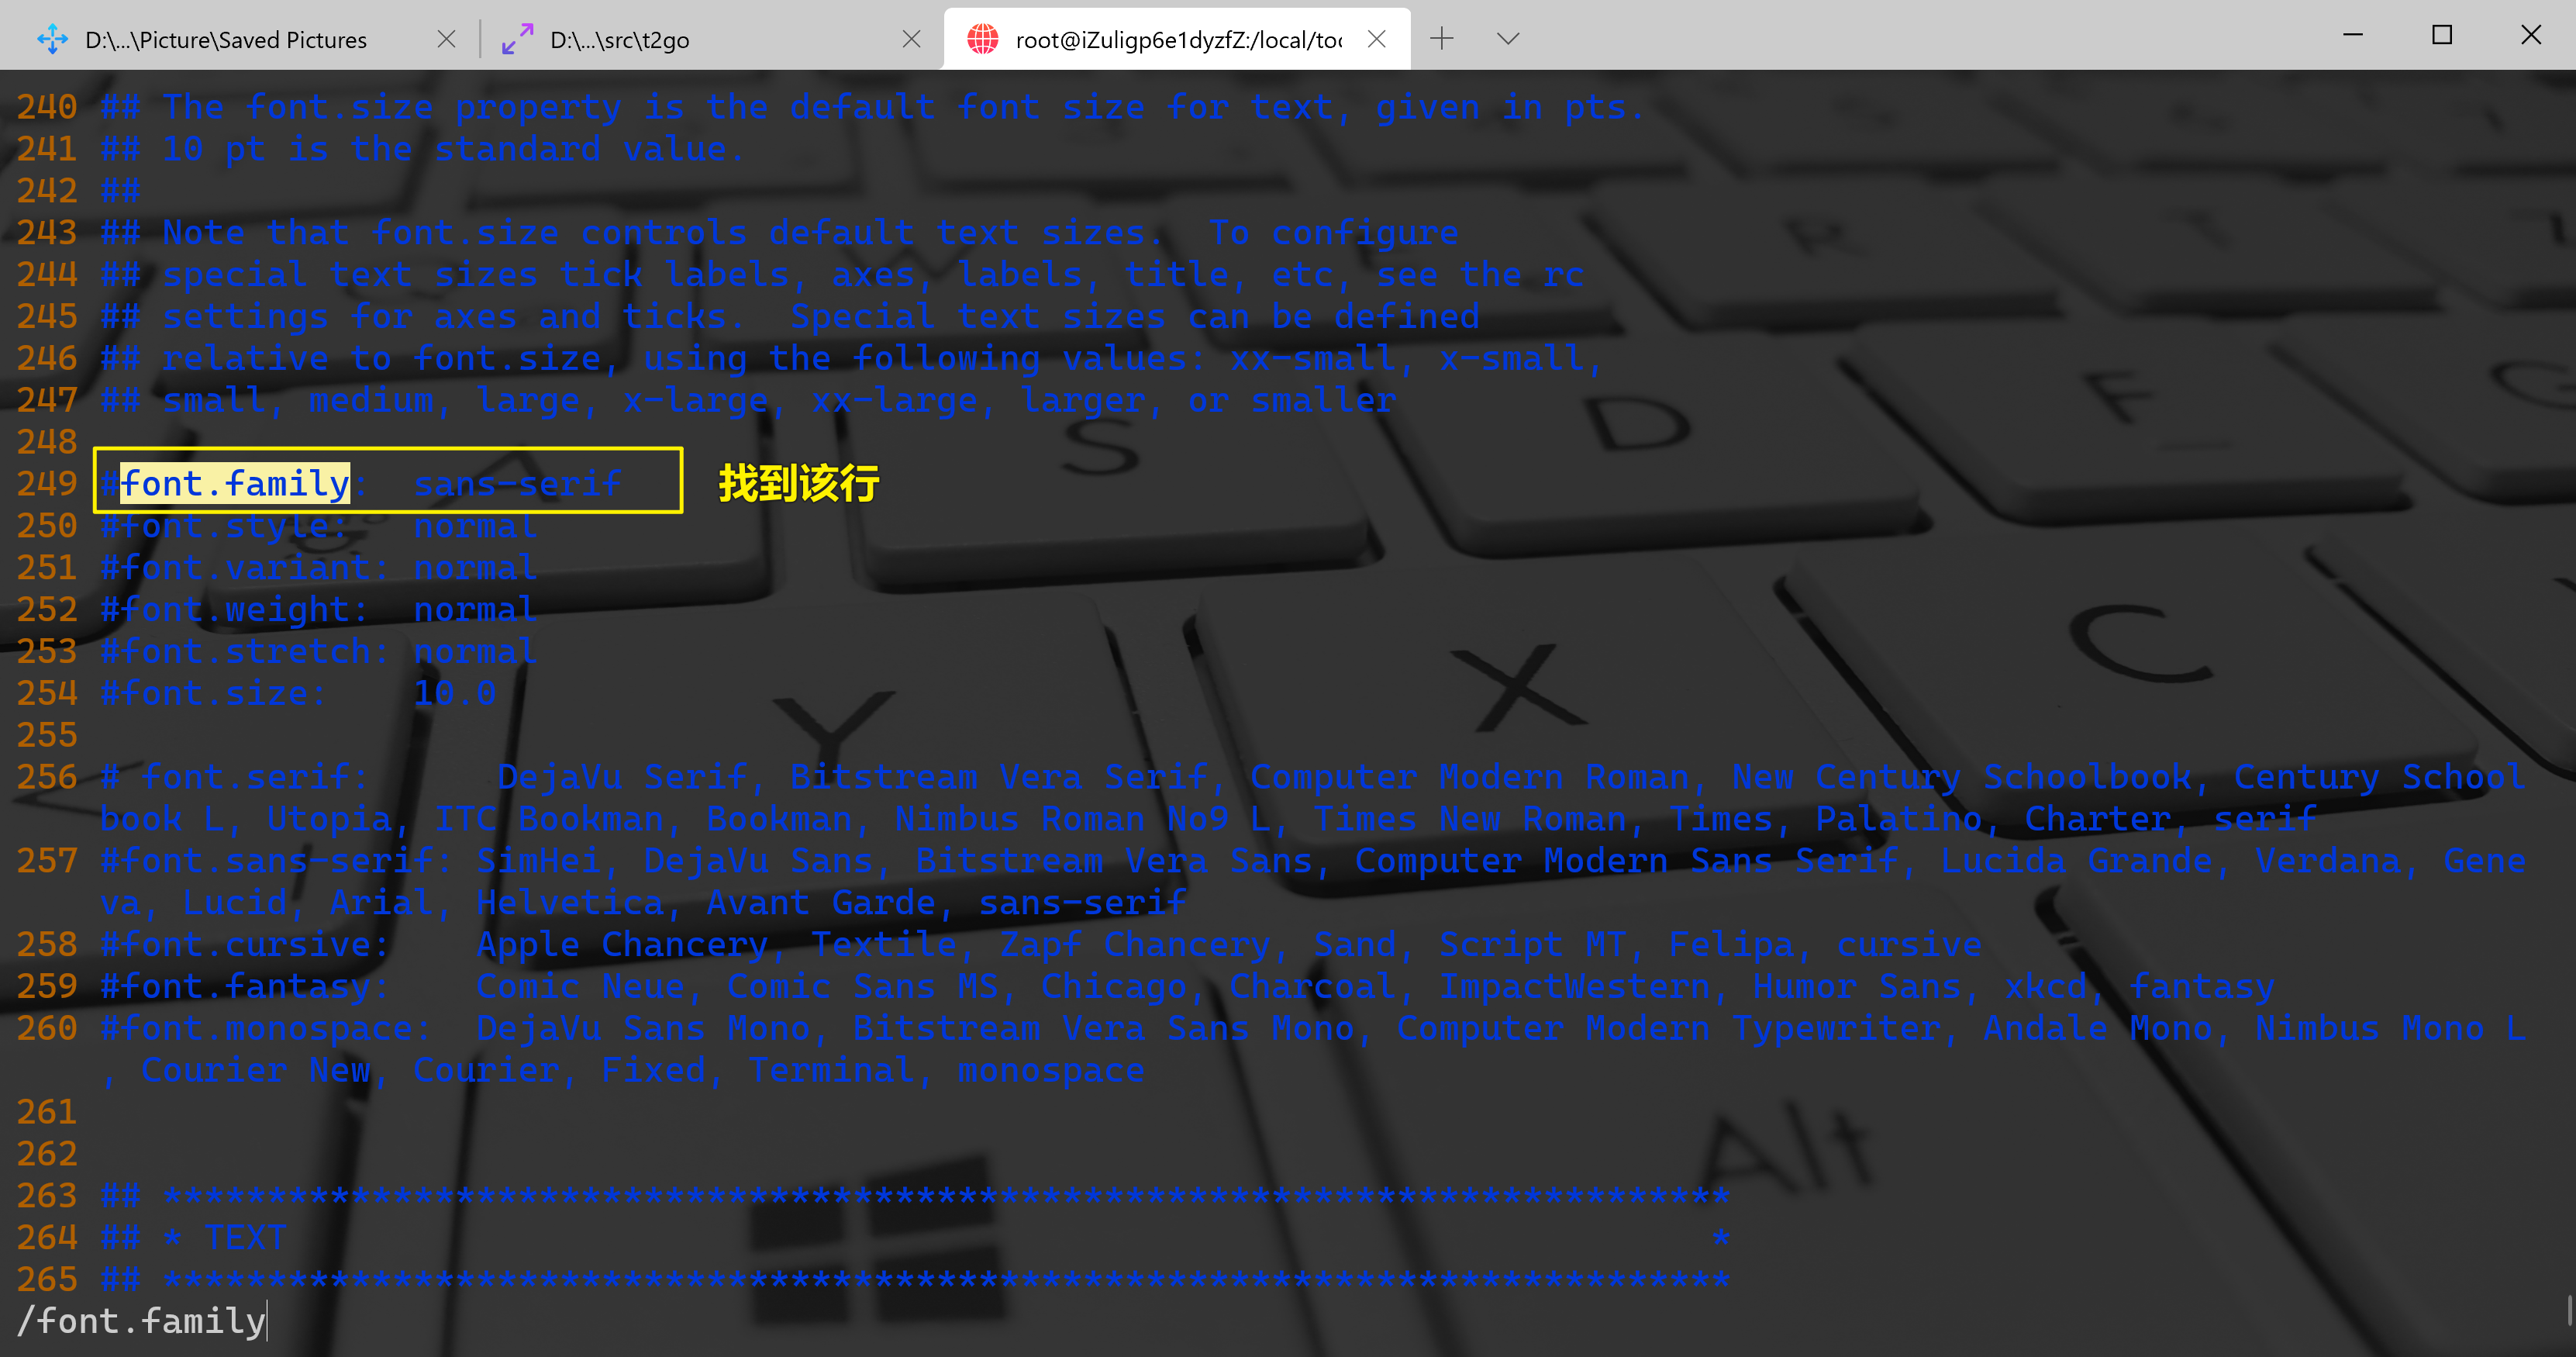 D:\...\Picture\Saved Pictures
D:\...\src\t2go
root@iZuligp6e1dyzfZ:/local/too
240 ## The font.size property is the default font size for text, given in pts.
241 ## 10 pt is the standard value.
242 ##
243 ## Note that font.size controls default text sizes.  To configure
244 ## special text sizes tick labels, axes, labels, title, etc, see the rc
245 ## settings for axes and ticks.  Special text sizes can be defined
246 ## relative to font.size, using the following values: xx-small, x-small,
247 ## small, medium, large, x-large, xx-large, larger, or smaller
248
249 #font.family:  sans-serif 找到该行
250 #font.style:   normal
251 #font.variant: normal
252 #font.weight:  normal
253 #font.stretch: normal
254 #font.size:    10.0
255
256 # font.serif:      DejaVu Serif, Bitstream Vera Serif, Computer Modern Roman, New Century Schoolbook, Century School
book L, Utopia, ITC Bookman, Bookman, Nimbus Roman No9 L, Times New Roman, Times, Palatino, Charter, serif
257 #font.sans-serif: SimHei, DejaVu Sans, Bitstream Vera Sans, Computer Modern Sans Serif, Lucida Grande, Verdana, Gene
va, Lucid, Arial, Helvetica, Avant Garde, sans-serif
258 #font.cursive:    Apple Chancery, Textile, Zapf Chancery, Sand, Script MT, Felipa, cursive
259 #font.fantasy:    Comic Neue, Comic Sans MS, Chicago, Charcoal, ImpactWestern, Humor Sans, xkcd, fantasy
260 #font.monospace:  DejaVu Sans Mono, Bitstream Vera Sans Mono, Computer Modern Typewriter, Andale Mono, Nimbus Mono L
, Courier New, Courier, Fixed, Terminal, monospace
261
262
263 ## ***************************************************************************
264 ## * TEXT                                                                    *
265 ## ***************************************************************************
/font.family